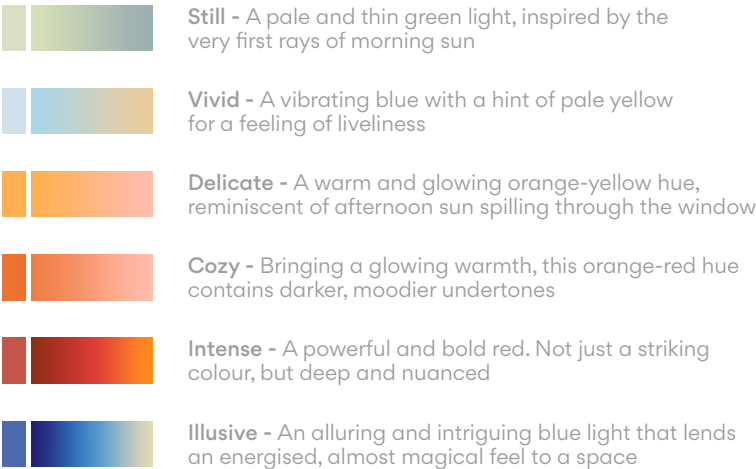 Still - A pale and thin green light, inspired by the
very first rays of morning sun
Vivid - A vibrating blue with a hint of pale yellow
for a feeling of liveliness
Delicate - A warm and glowing orange-yellow hue,
reminiscent of afternoon sun spilling through the window
Cozy - Bringing a glowing warmth, this orange-red hue
contains darker, moodier undertones
Intense - A powerful and bold red. Not just a striking
colour, but deep and nuanced
Illusive - An alluring and intriguing blue light that lends
an energised, almost magical feel to a space